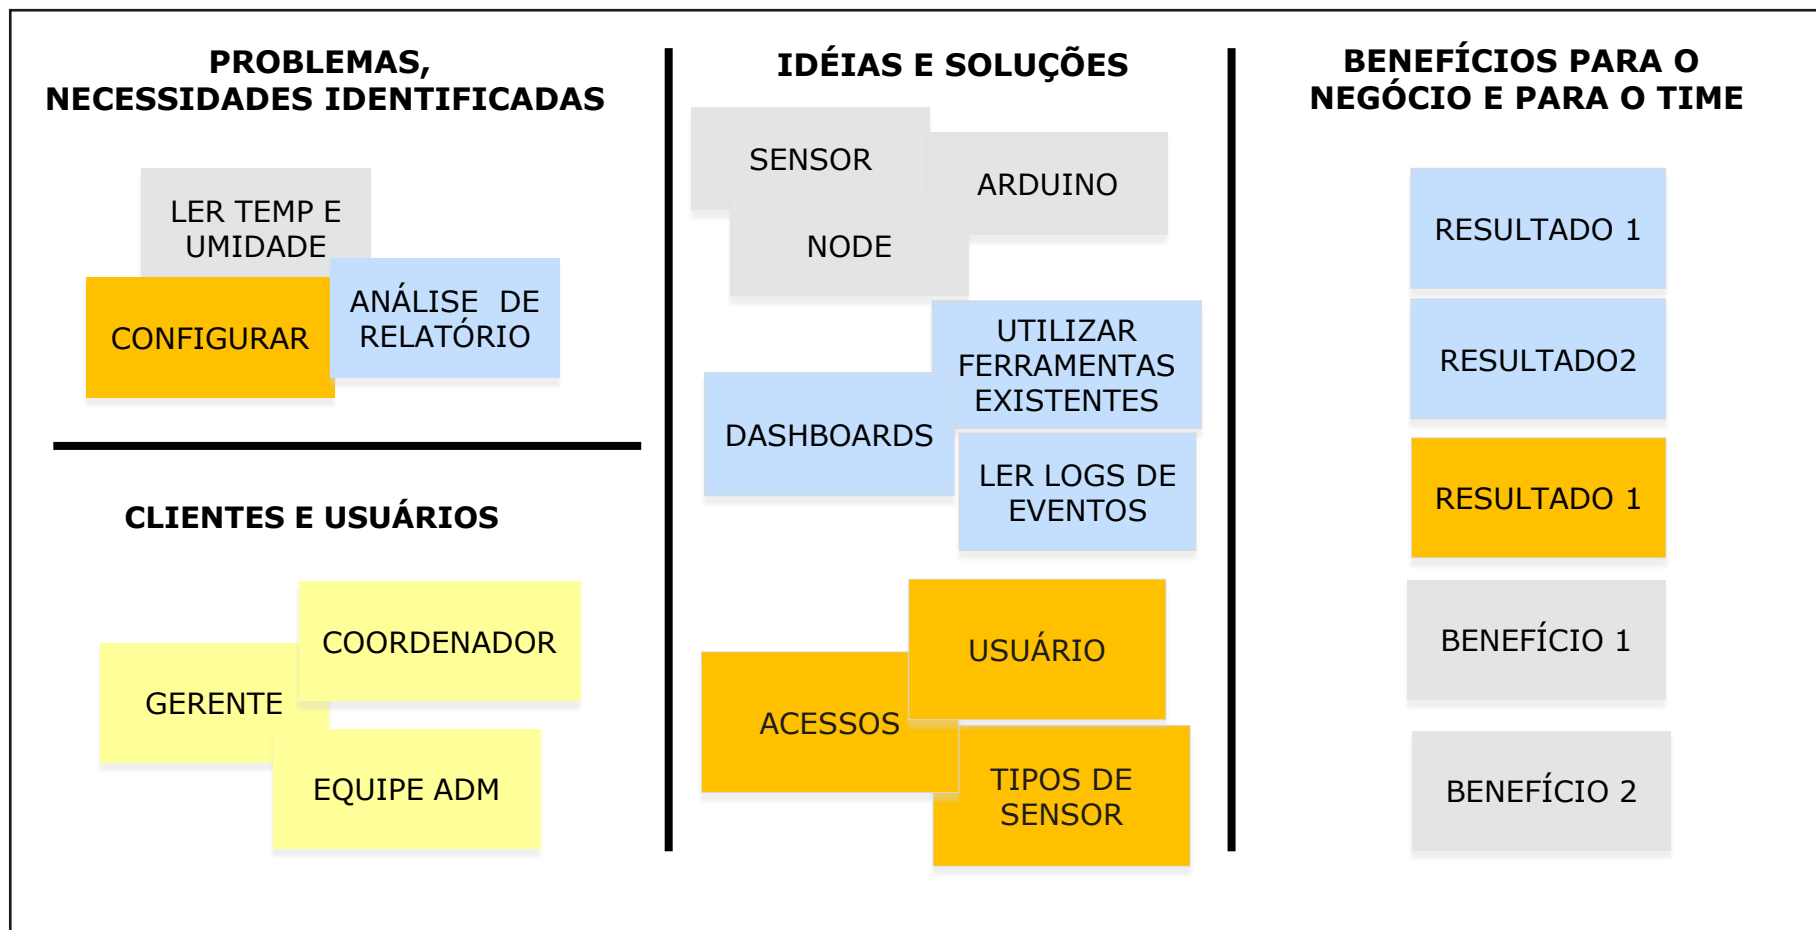 PROBLEMAS,
NECESSIDADES IDENTIFICADAS
LER TEMP E
UMIDADE
CONFIGURAR
ANÁLISE  DE
RELATÓRIO
CLIENTES E USUÁRIOS
COORDENADOR
GERENTE
EQUIPE ADM
IDÉIAS E SOLUÇÕES
SENSOR
ARDUINO
NODE
UTILIZAR
FERRAMENTAS
EXISTENTES
DASHBOARDS
LER LOGS DE
EVENTOS
USUÁRIO
ACESSOS
TIPOS DE
SENSOR
BENEFÍCIOS PARA O
NEGÓCIO E PARA O TIME
RESULTADO 1
RESULTADO2
RESULTADO 1
BENEFÍCIO 1
BENEFÍCIO 2